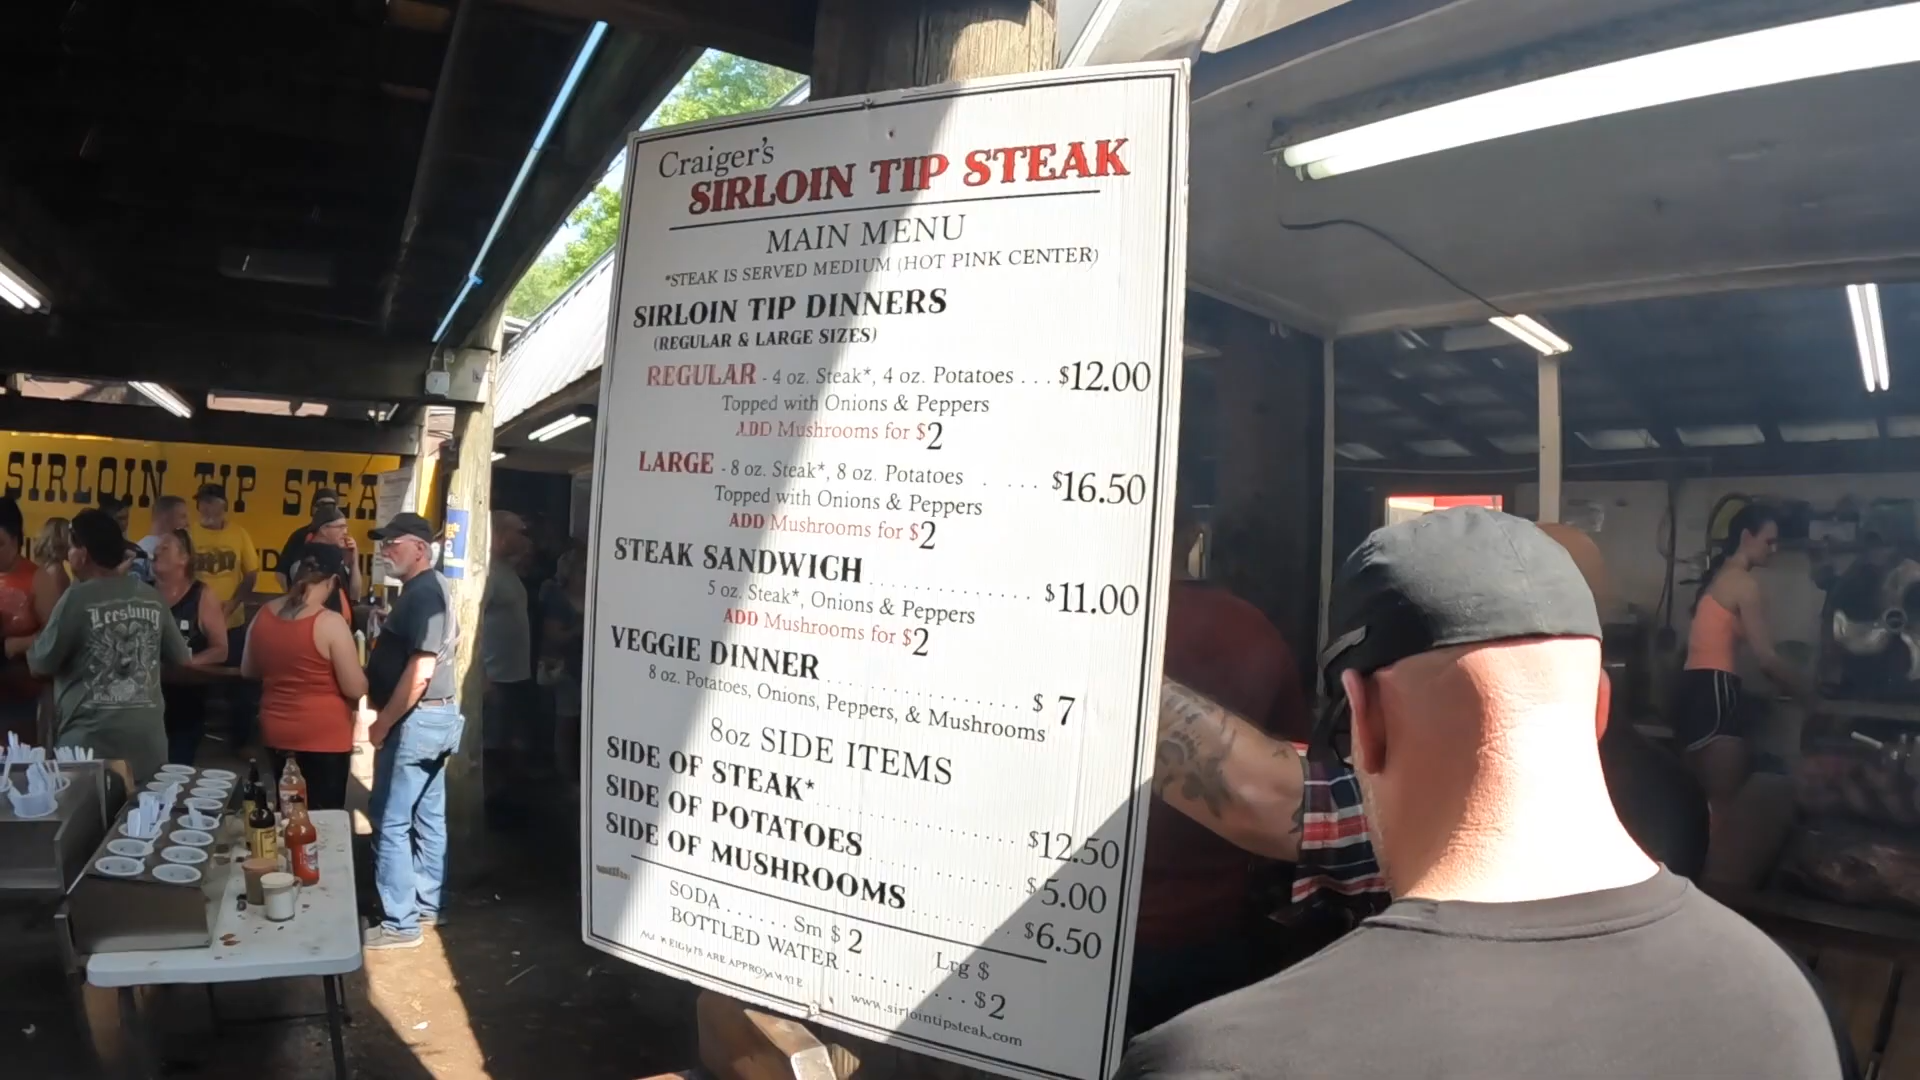 Craiger's
SIRLOIN TIP STEAK
MAIN MENU
*STEAK IS SERVED MEDIUM (HOT PINK CENTER)
SIRLOIN TIP DINNERS
(REGULAR & LARGE SIZES)
REGULAR - 4 oz. Steak*, 4 oz. Potatoes . . . $12.00
Topped with Onions & Peppers
ADD Mushrooms for $2
LARGE - 8 oz. Steak*, 8 oz. Potatoes . . . . $16.50
Topped with Onions & Peppers
ADD Mushrooms for $2
STEAK SANDWICH . . . . . . . . . . . . . . $11.00
5 oz. Steak*, Onions & Peppers
ADD Mushrooms for $2
VEGGIE DINNER . . . . . . . . . . . . . . . . $ 7
8 oz. Potatoes, Onions, Peppers, & Mushrooms
8oz SIDE ITEMS
SIDE OF STEAK* . . . . . . . . . . . . . . . . $12.50
SIDE OF POTATOES . . . . . . . . . . . . $5.00
SIDE OF MUSHROOMS . . . . . . . . . $6.50
SODA . . . . . . Sm $ 2 Lrg $
BOTTLED WATER . . . . . . . . . . . $2
ALL WEIGHTS ARE APPROXIMATE
www.sirlointipsteak.com
SIRLOIN TIP STEA
Leesburg